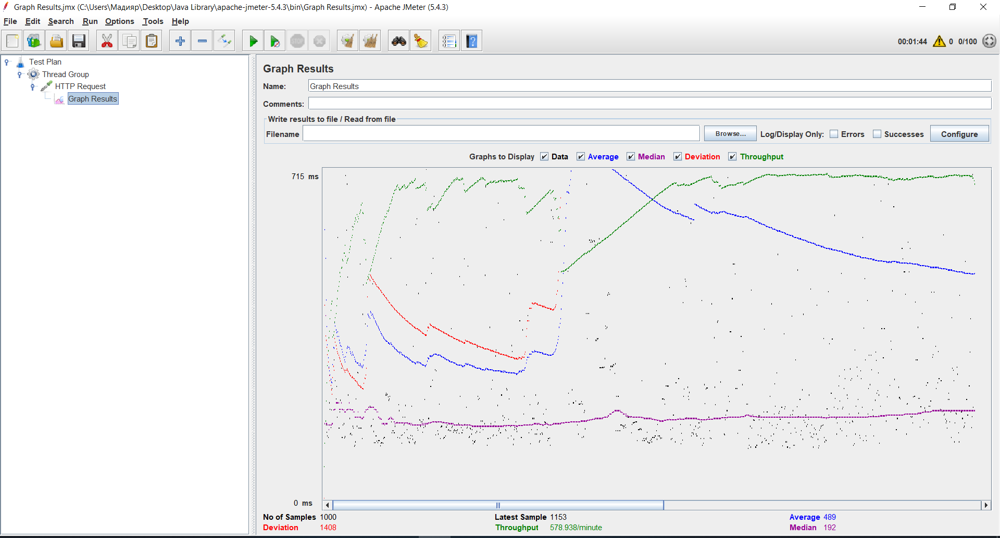 Graph Results.jmx (C:\Users\Мадияр\Desktop\Java Library\apache-jmeter-5.4.3\bin\Graph Results.jmx) - Apache JMeter (5.4.3)
File Edit Search Run Options Tools Help
STOP
00:01:44 0 0/100
Test Plan
Thread Group
HTTP Request
Graph Results
Graph Results
Name: Graph Results
Comments:
Write results to file / Read from file
Filename Browse... Log/Display Only: Errors Successes Configure
Graphs to Display Data Average Median Deviation Throughput
715 ms
0 ms
No of Samples 1000 Latest Sample 1153 Average 489
Deviation 1408 Throughput 578.938/minute Median 192